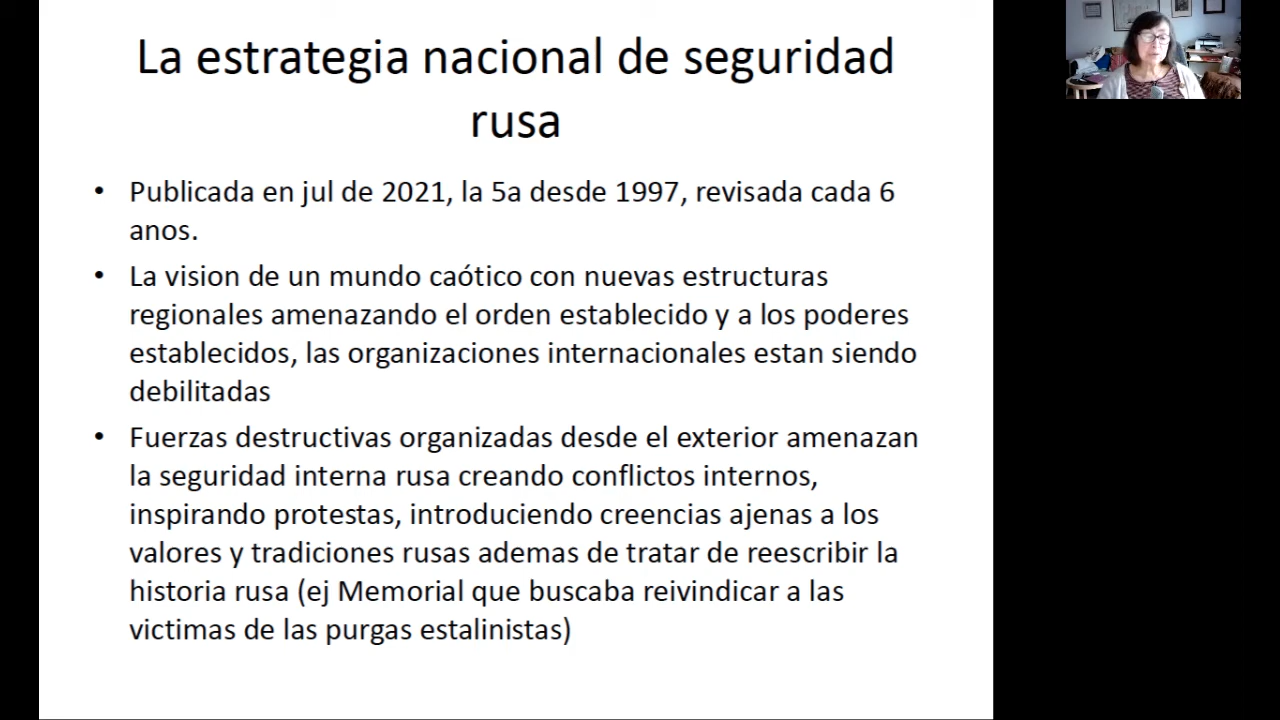 La estrategia nacional de seguridad
rusa
• Publicada en jul de 2021, la 5a desde 1997, revisada cada 6
anos.
• La vision de un mundo caótico con nuevas estructuras
regionales amenazando el orden establecido y a los poderes
establecidos, las organizaciones internacionales estan siendo
debilitadas
• Fuerzas destructivas organizadas desde el exterior amenazan
la seguridad interna rusa creando conflictos internos,
inspirando protestas, introduciendo creencias ajenas a los
valores y tradiciones rusas ademas de tratar de reescribir la
historia rusa (ej Memorial que buscaba reivindicar a las
victimas de las purgas estalinistas)